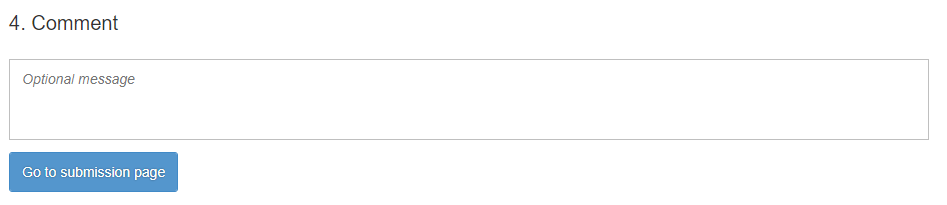 4. Comment
Optional message
Go to submission page